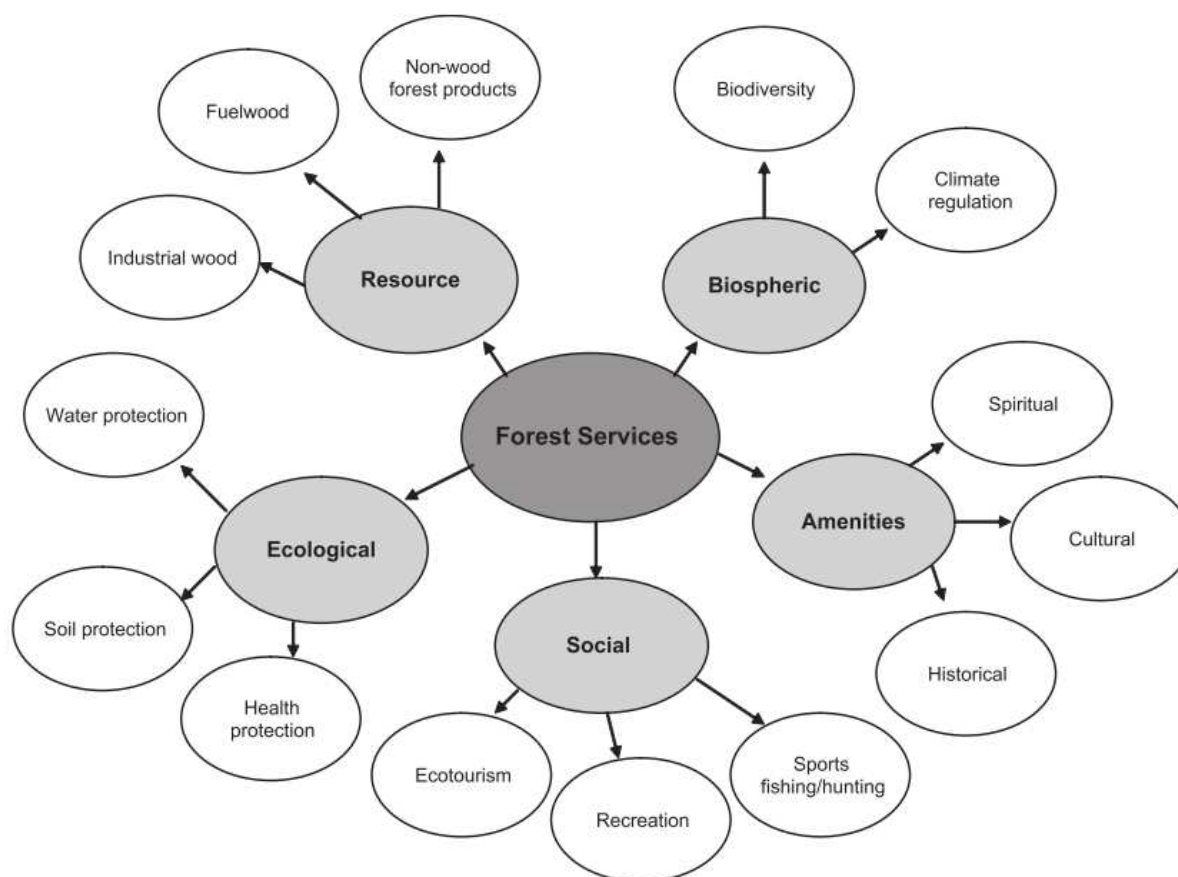 Non-wood
forest products
Fuelwood
Industrial wood
Resource
Biodiversity
Climate
regulation
Biospheric
Forest Services
Water protection
Soil protection
Health
protection
Ecological
Social
Ecotourism
Recreation
Sports
fishing/hunting
Amenities
Spiritual
Cultural
Historical